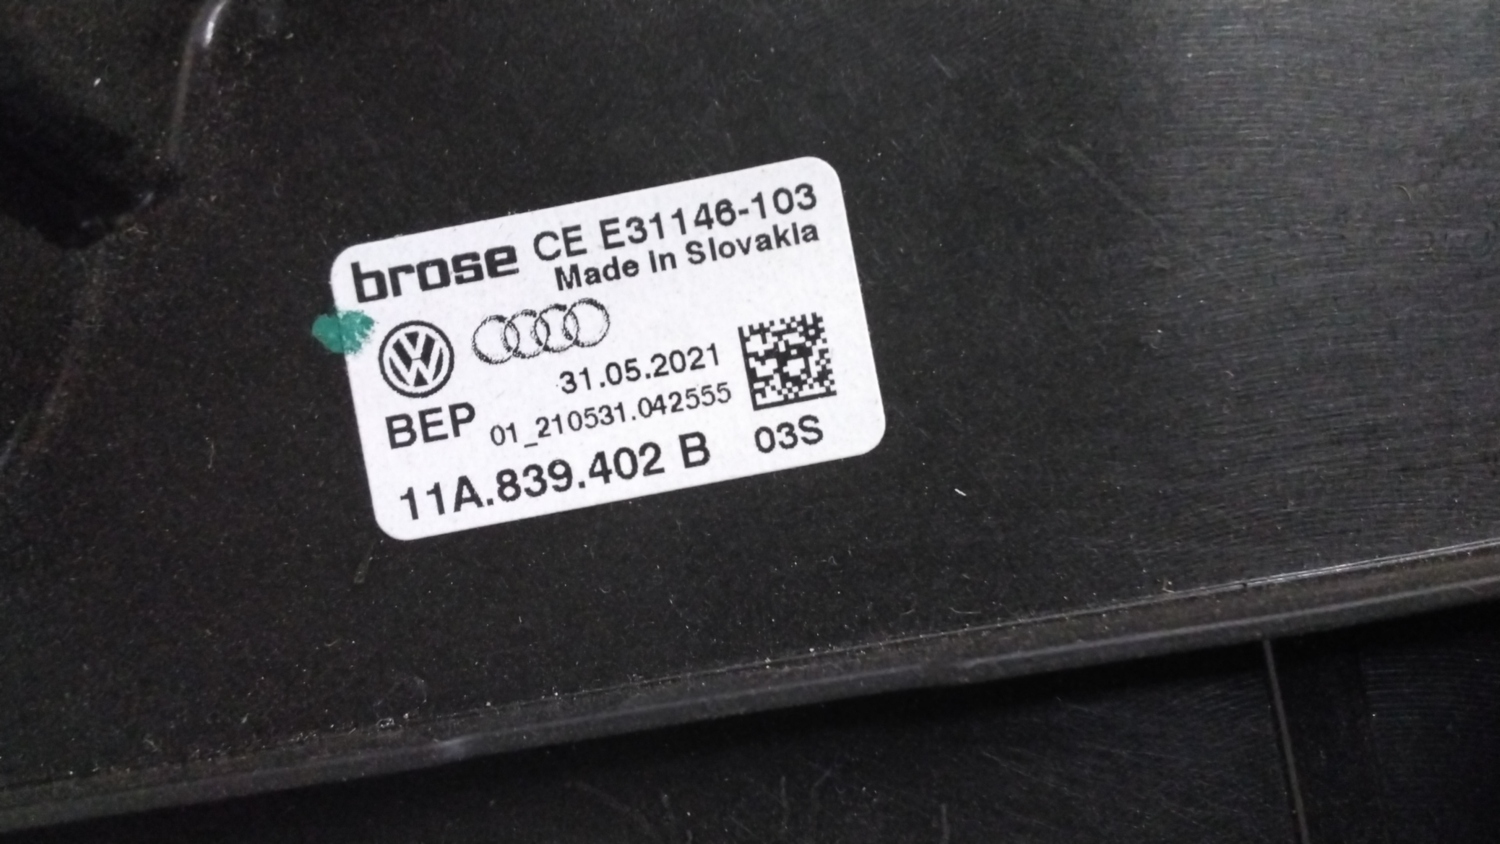 brose CE E31146-103
Made In Slovakia
31.05.2021
BEP 01_210531.042555
11A.839.402 B 03S